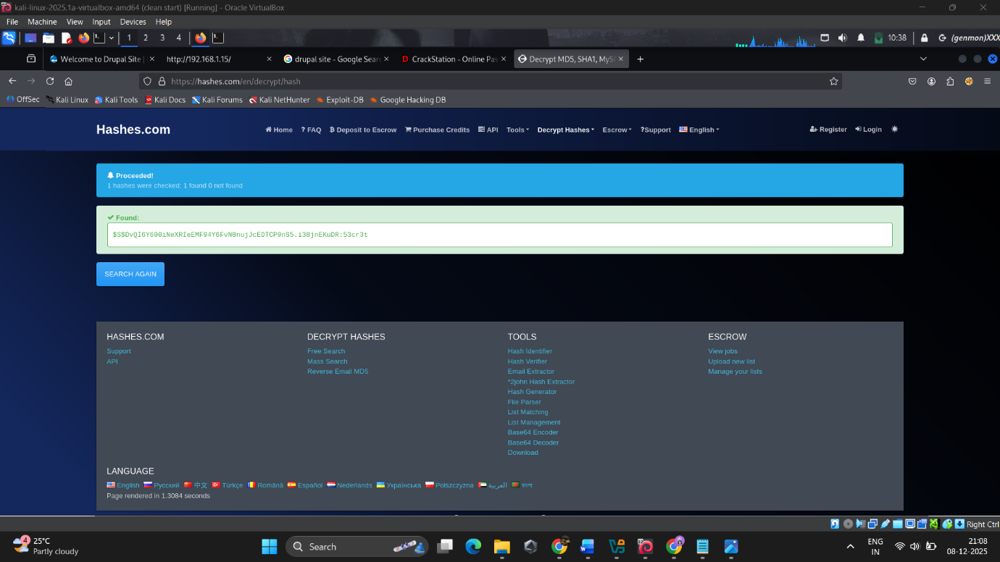 kali-linux-2025.1a-virtualbox-amd64 (clean start) [Running] - Oracle VirtualBox
File Machine View Input Devices Help
1 2 3 4 10:38 (genmon)XXX
Welcome to Drupal Site | http://192.168.1.15/ drupal site - Google Searc CrackStation - Online Pas Decrypt MD5, SHA1, MySQ
https://hashes.com/en/decrypt/hash
OffSec Kali Linux Kali Tools Kali Docs Kali Forums Kali NetHunter Exploit-DB Google Hacking DB
Hashes.com Home ? FAQ Deposit to Escrow Purchase Credits API Tools Decrypt Hashes Escrow ?Support English Register Login
Proceeded!
1 hashes were checked: 1 found 0 not found
Found:
$S$DvQI6Y600iNeXRIeEMF94Y6FvN8nujJcEDTCP9nS5.i38jnEKuDR:53cr3t
SEARCH AGAIN
HASHES.COM DECRYPT HASHES TOOLS ESCROW
Support Free Search Hash Identifier View jobs
API Mass Search Hash Verifier Upload new list
Reverse Email MD5 Email Extractor Manage your lists
*2john Hash Extractor
Hash Generator
File Parser
List Matching
List Management
Base64 Encoder
Base64 Decoder
Download
LANGUAGE
English Русский 中文 Türkçe Română Español Nederlands Українська Polszczyzna العربية বাংলা
Page rendered in 1.3084 seconds
Right Ctrl
4 25°C Search ENG 21:08
Partly cloudy IN 08-12-2025